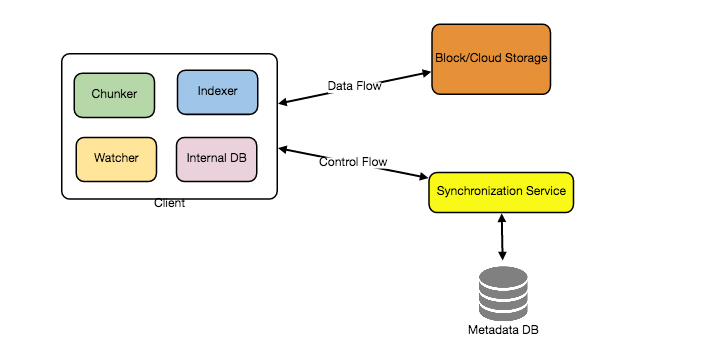 Block/Cloud Storage
Data Flow
Chunker
Indexer
Watcher
Internal DB
Control Flow
Client
Synchronization Service
Metadata DB